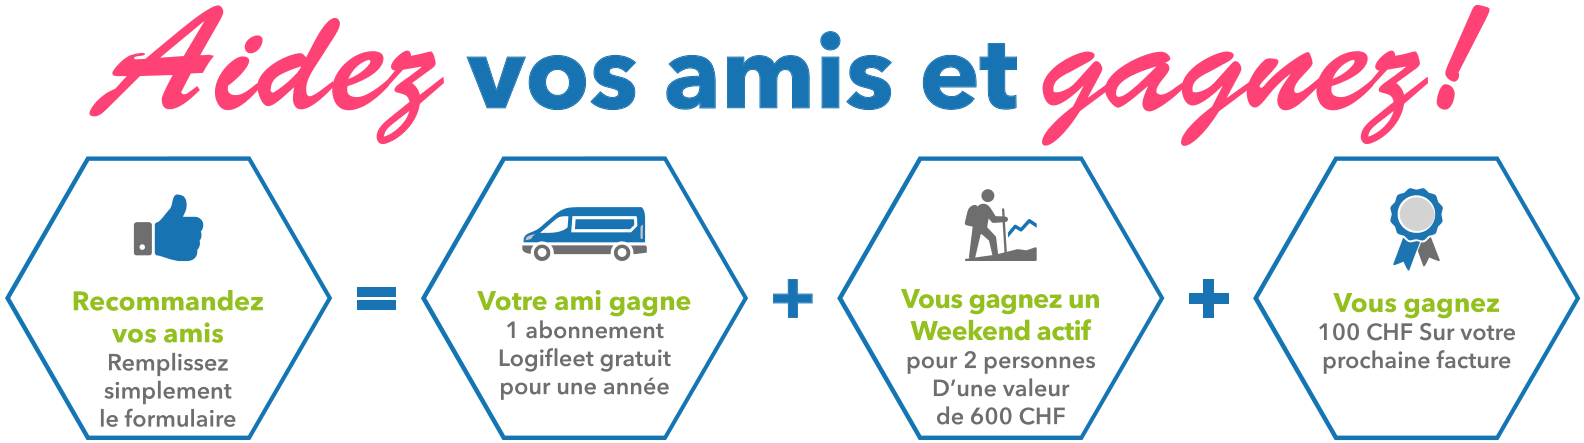 Aidez vos amis et gagnez!
Recommandez
vos amis
Remplissez
simplement
le formulaire
=
Votre ami gagne
1 abonnement
Logifleet gratuit
pour une année
+
Vous gagnez un
Weekend actif
pour 2 personnes
D’une valeur
de 600 CHF
+
Vous gagnez
100 CHF Sur votre
prochaine facture